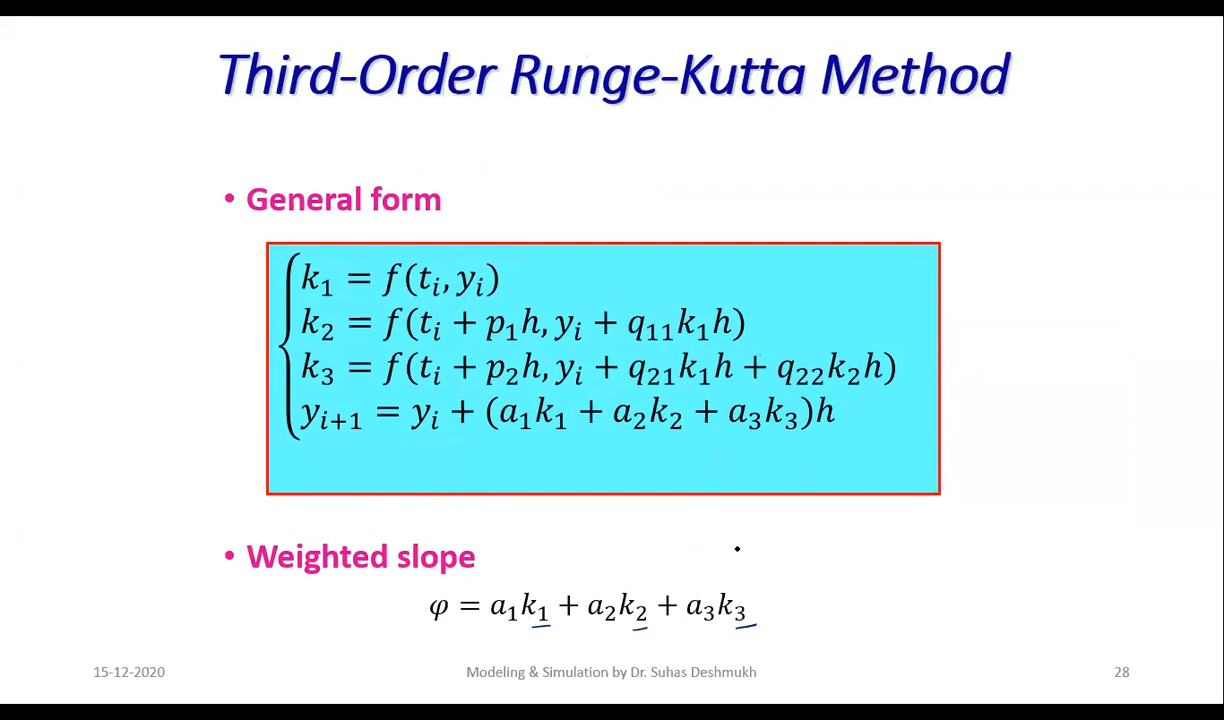 Third-Order Runge-Kutta Method
• General form
k₁ = f(tᵢ, yᵢ)
k₂ = f(tᵢ + p₁h, yᵢ + q₁₁k₁h)
k₃ = f(tᵢ + p₂h, yᵢ + q₂₁k₁h + q₂₂k₂h)
yᵢ₊₁ = yᵢ + (a₁k₁ + a₂k₂ + a₃k₃)h
• Weighted slope
φ = a₁k₁ + a₂k₂ + a₃k₃
15-12-2020 Modeling & Simulation by Dr. Suhas Deshmukh 28